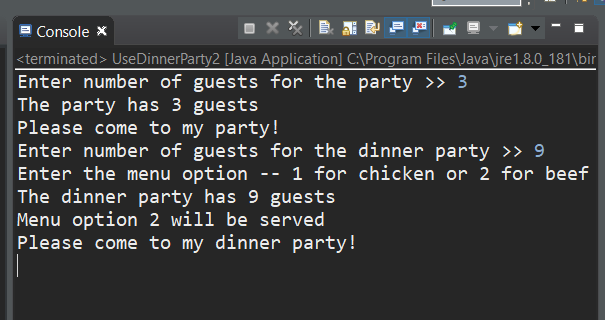 Console
<terminated> UseDinnerParty2 [Java Application] C:\Program Files\Java\jre1.8.0_181\bin
Enter number of guests for the party >> 3
The party has 3 guests
Please come to my party!
Enter number of guests for the dinner party >> 9
Enter the menu option -- 1 for chicken or 2 for beef
The dinner party has 9 guests
Menu option 2 will be served
Please come to my dinner party!